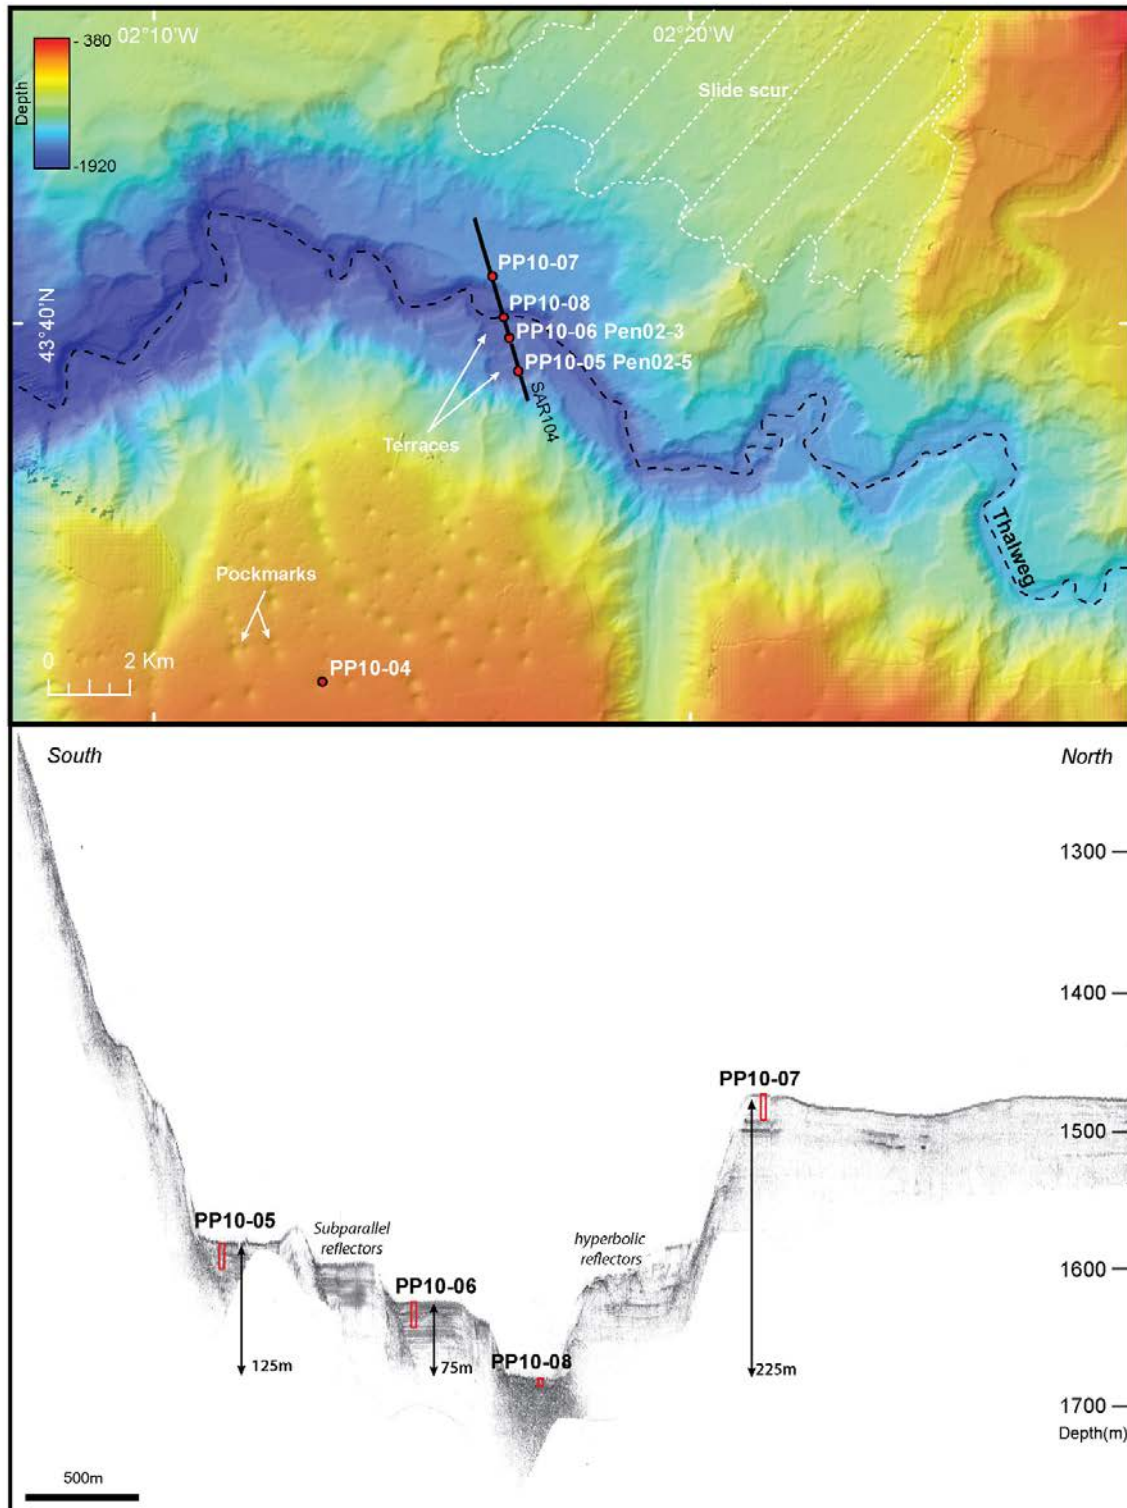 - 380
02°10'W
02°20'W
Depth
-1920
Slide scur
43°40'N
PP10-07
PP10-08
PP10-06 Pen02-3
PP10-05 Pen02-5
SAR104
Terraces
Thalweg
Pockmarks
0 2 Km
PP10-04
South
North
1300
1400
PP10-07
1500
PP10-05
Subparallel
reflectors
hyperbolic
reflectors
1600
PP10-06
PP10-08
125m
75m
225m
1700
Depth(m)
500m